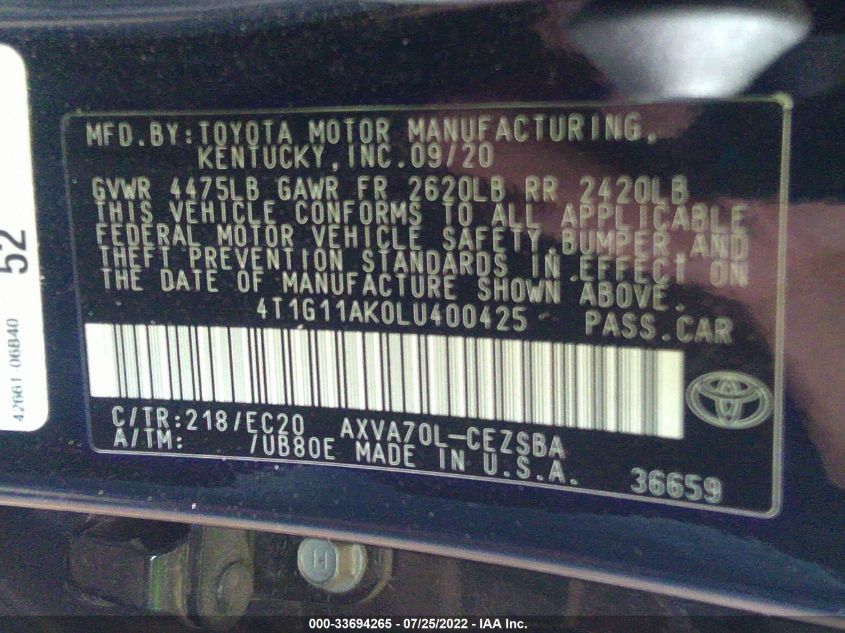 MFD.BY:TOYOTA MOTOR MANUFACTURING,
KENTUCKY,INC.09/20
GVWR 4475LB GAWR FR 2620LB RR 2420LB
THIS VEHICLE CONFORMS TO ALL APPLICABLE
FEDERAL MOTOR VEHICLE SAFETY BUMPER AND
THEFT PREVENTION STANDARDS IN EFFECT ON
THE DATE OF MANUFACTURE SHOWN ABOVE.
4T1G11AK0LU400425 PASS.CAR
C/TR:218/EC20 AXVA70L-CEZSBA
A/TM: /UB80E MADE IN U.S.A.
36659
52
42661-06B40
H
000-33694265 - 07/25/2022 - IAA Inc.